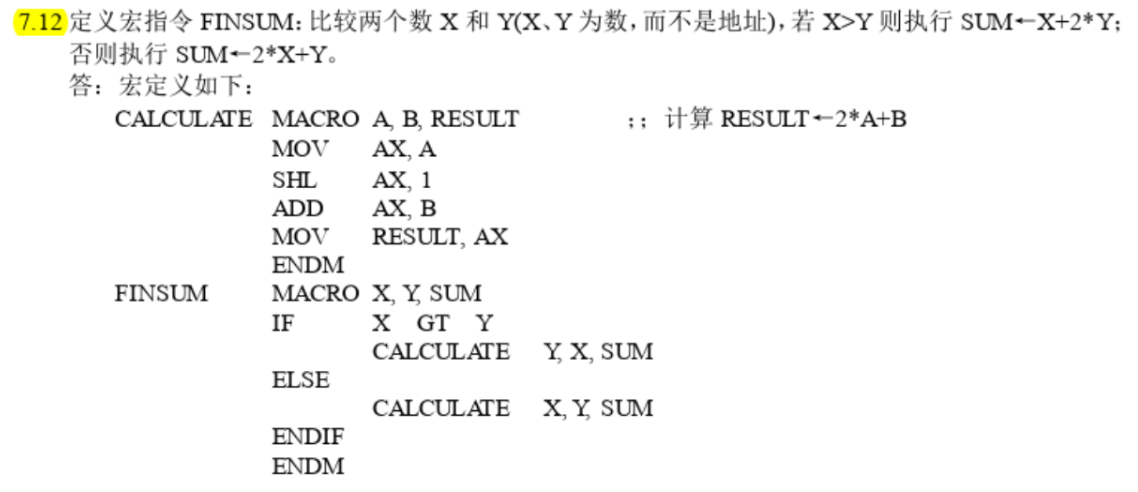 7.12 定义宏指令 FINSUM：比较两个数 X 和 Y(X、Y 为数，而不是地址)，若 X>Y 则执行 SUM←X+2*Y；
否则执行 SUM←2*X+Y。
答：宏定义如下：
CALCULATE MACRO A, B, RESULT ；；计算 RESULT←2*A+B
MOV AX, A
SHL AX, 1
ADD AX, B
MOV RESULT, AX
ENDM
FINSUM MACRO X, Y, SUM
IF X GT Y
CALCULATE Y, X, SUM
ELSE
CALCULATE X, Y, SUM
ENDIF
ENDM